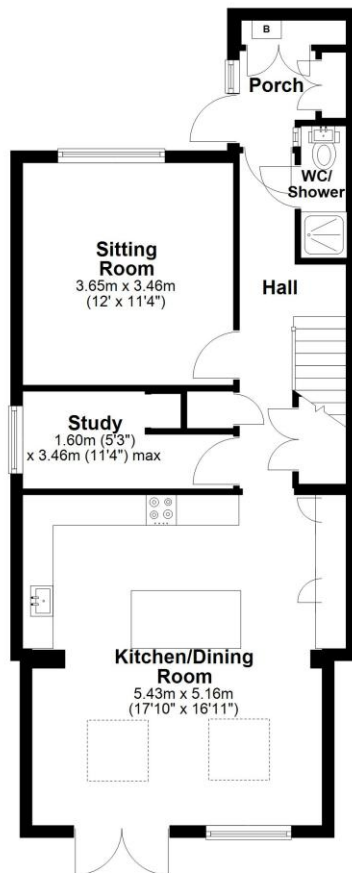 B
Porch
WC/
Shower
Sitting
Room
3.65m x 3.46m
(12' x 11'4")
Hall
Study
1.60m (5'3")
x 3.46m (11'4") max
Kitchen/Dining
Room
5.43m x 5.16m
(17'10" x 16'11")